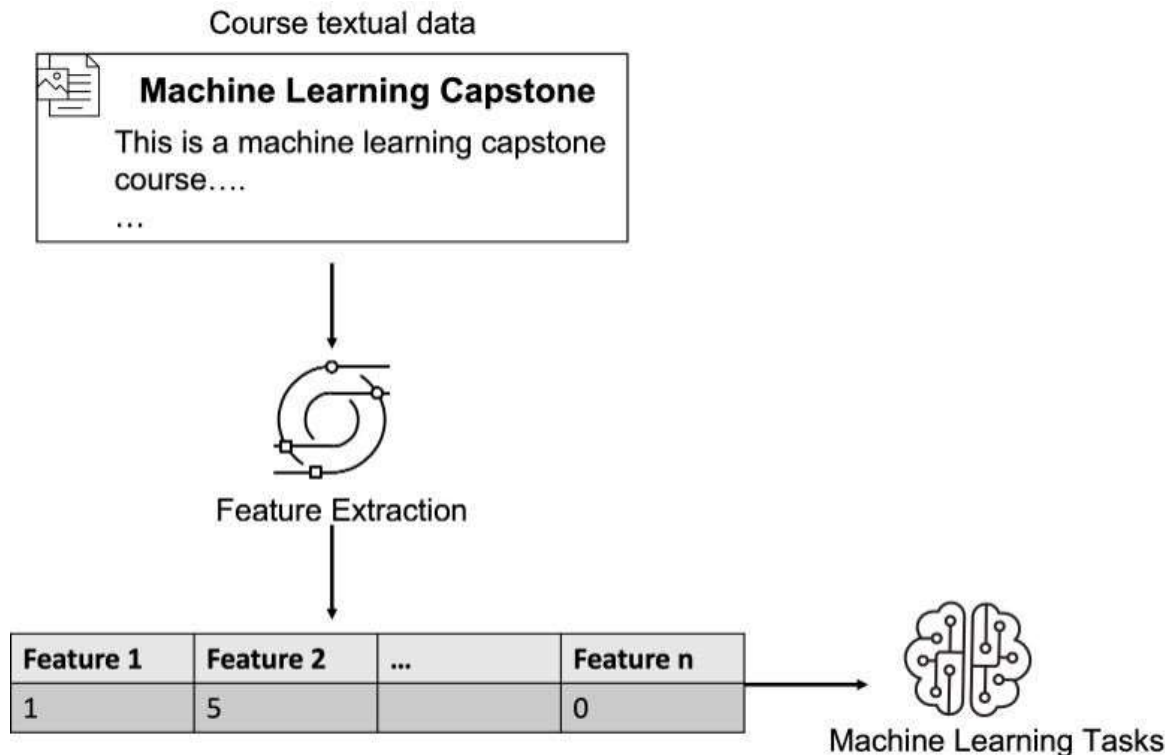 Course textual data
Machine Learning Capstone
This is a machine learning capstone
course....
...
Feature Extraction
Feature 1 Feature 2 ... Feature n
1 5 0
Machine Learning Tasks